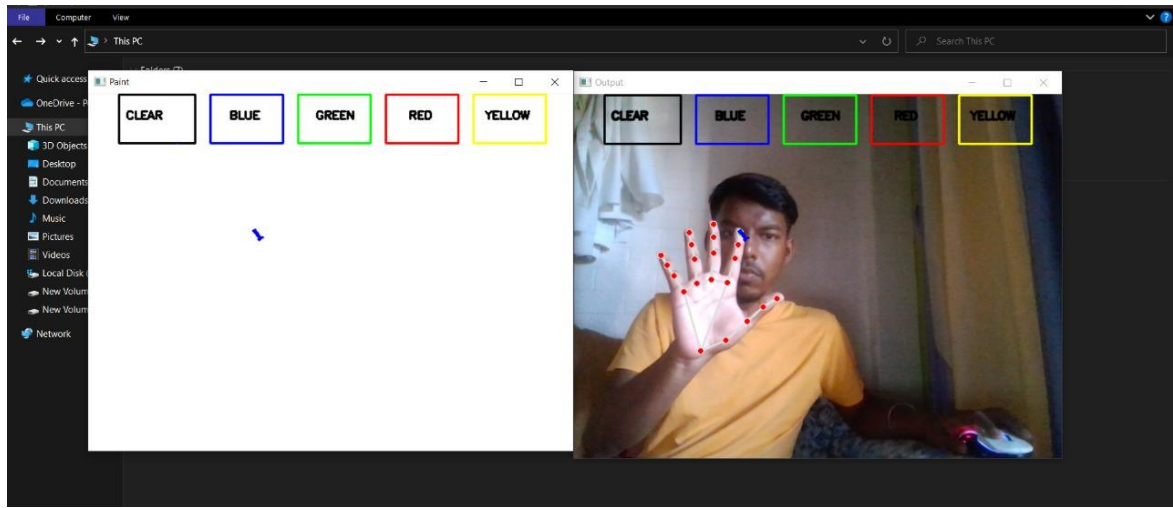 File Computer View
This PC
Search This PC
Quick access
OneDrive - P
This PC
3D Objects
Desktop
Documents
Downloads
Music
Pictures
Videos
Local Disk (
New Volum
New Volum
Network
Paint
CLEAR BLUE GREEN RED YELLOW
Output
CLEAR BLUE GREEN RED YELLOW